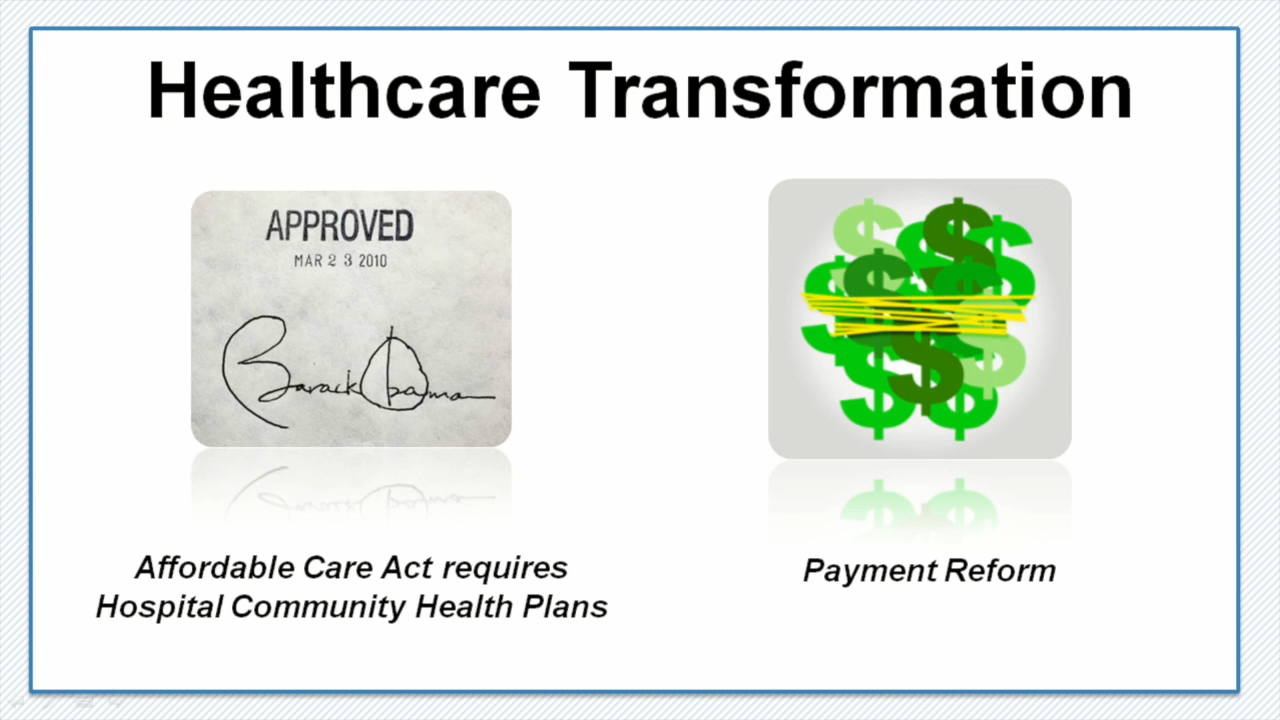 Healthcare Transformation
APPROVED
MAR 2 3 2010
Barack Obama
Affordable Care Act requires
Hospital Community Health Plans
Payment Reform